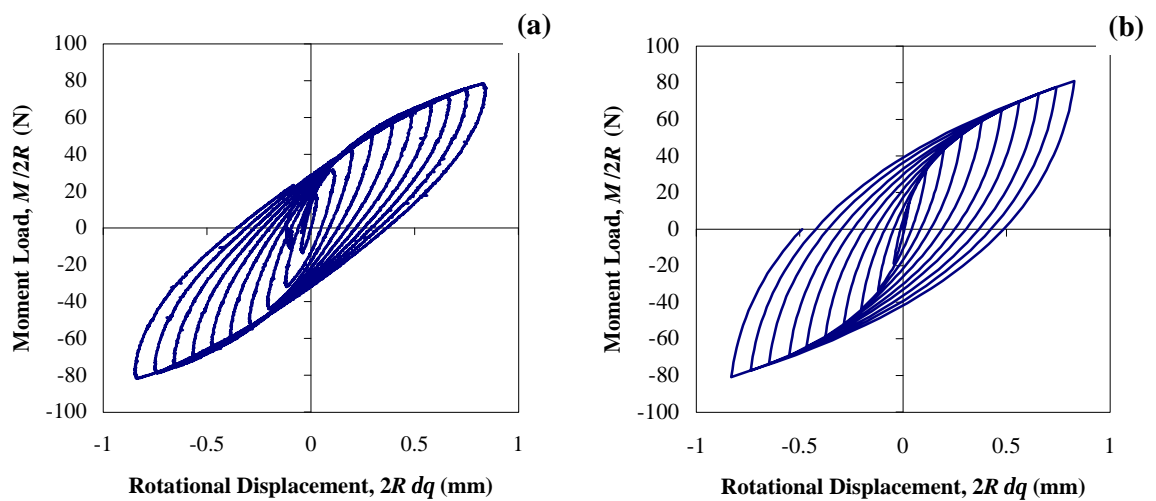 (a)
100
80
60
40
20
0
-20
-40
-60
-80
-100
-1 -0.5 0 0.5 1
Moment Load, M/2R (N)
Rotational Displacement, 2R dq (mm)
(b)
100
80
60
40
20
0
-20
-40
-60
-80
-100
-1 -0.5 0 0.5 1
Moment Load, M/2R (N)
Rotational Displacement, 2R dq (mm)